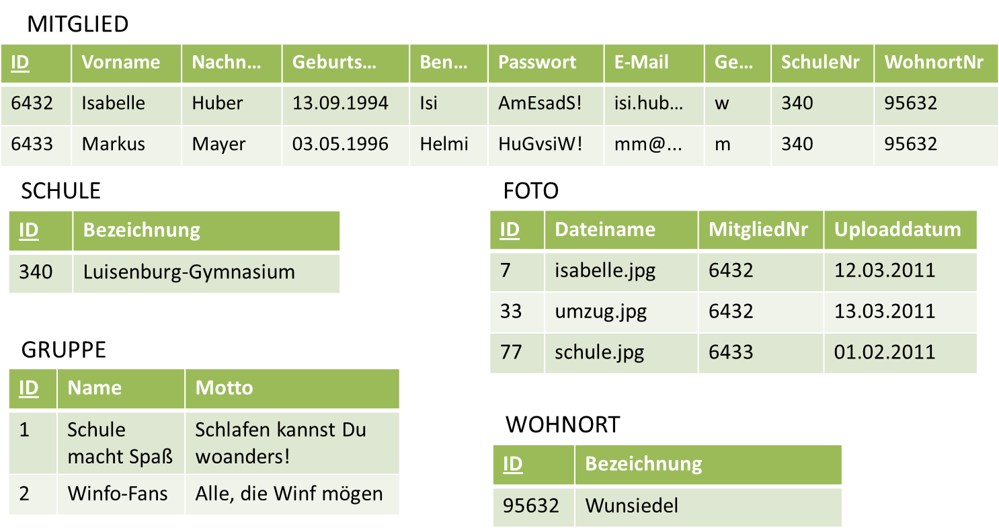 MITGLIED
ID Vorname Nachn... Geburts... Ben... Passwort E-Mail Ge... SchuleNr WohnortNr
6432 Isabelle Huber 13.09.1994 Isi AmEsadS! isi.hub... w 340 95632
6433 Markus Mayer 03.05.1996 Helmi HuGvsiW! mm@... m 340 95632
SCHULE
ID Bezeichnung
340 Luisenburg-Gymnasium
FOTO
ID Dateiname MitgliedNr Uploaddatum
7 isabelle.jpg 6432 12.03.2011
33 umzug.jpg 6432 13.03.2011
77 schule.jpg 6433 01.02.2011
GRUPPE
ID Name Motto
1 Schule Schlafen kannst Du
macht Spaß woanders!
2 Winfo-Fans Alle, die Winf mögen
WOHNORT
ID Bezeichnung
95632 Wunsiedel